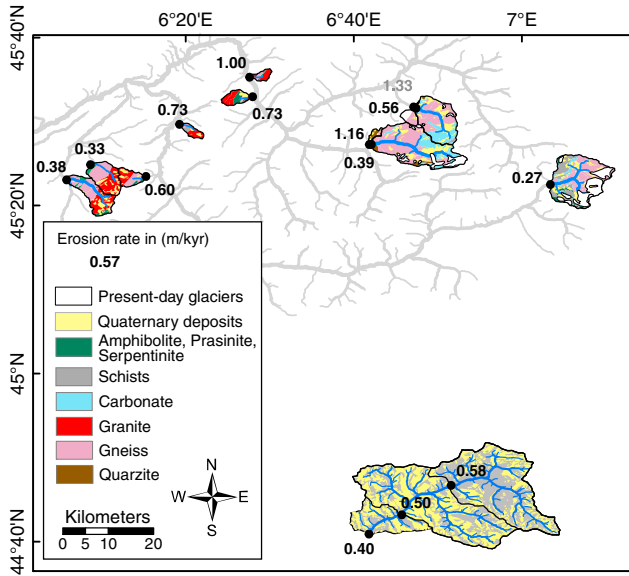 6°20'E
6°40'E
7°E
45°40'N
45°20'N
45°N
44°40'N
1.00
0.73
0.73
0.33
0.38
0.60
1.33
0.56
1.16
0.39
0.27
0.58
0.50
0.40
Erosion rate in (m/kyr)
0.57
Present-day glaciers
Quaternary deposits
Amphibolite, Prasinite,
Serpentinite
Schists
Carbonate
Granite
Gneiss
Quarzite
N
W E
S
Kilometers
0 5 10 20